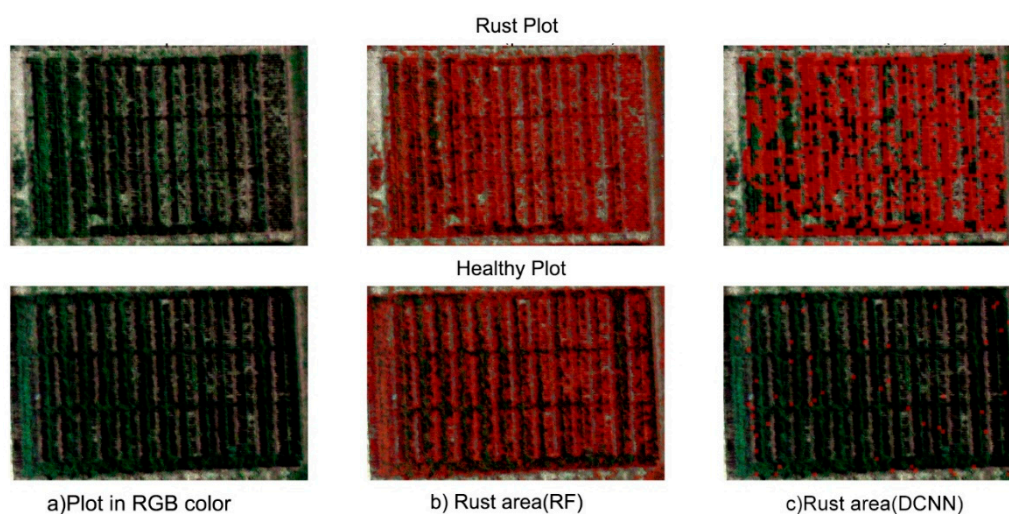 Rust Plot
Healthy Plot
a)Plot in RGB color
b) Rust area(RF)
c)Rust area(DCNN)